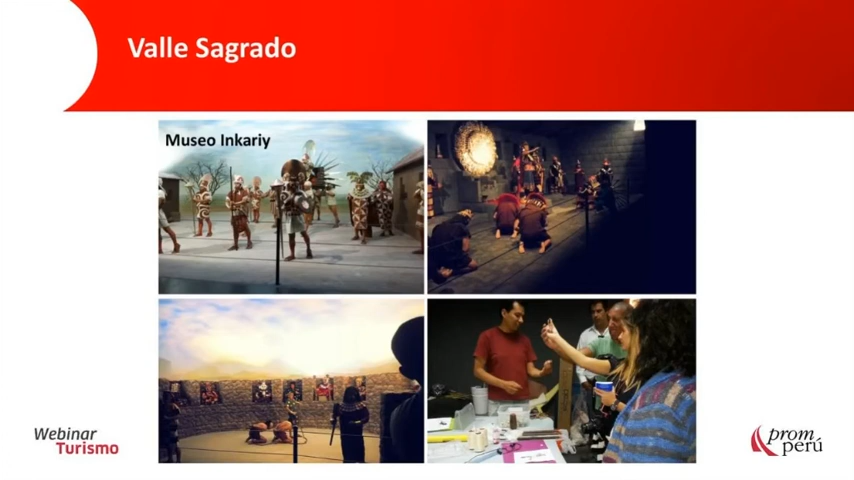 Valle Sagrado
Museo Inkariy
Webinar
Turismo
prom
perú